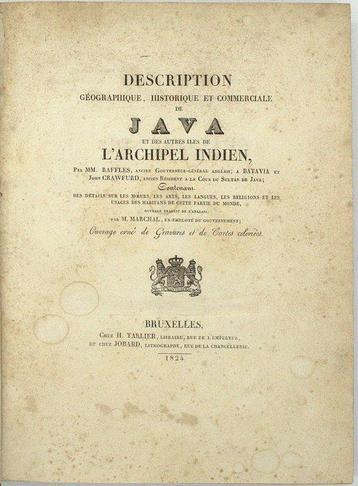 DESCRIPTION
GÉOGRAPHIQUE, HISTORIQUE ET COMMERCIALE
DE
JAVA
ET DES AUTRES ILES DE
L'ARCHIPEL INDIEN,
PAR MM. RAFFLES, ANCIEN GOUVERNEUR-GÉNÉRAL ANGLAIS, A BATAVIA ET
JOHN CRAWFURD, ANCIEN RÉSIDENT A LA COUR DU SULTAN DE JAVA;
Contenant
DES DÉTAILS SUR LES MŒURS, LES ARTS, LES LANGUES, LES RELIGIONS ET LES
USAGES DES HABITANS DE CETTE PARTIE DU MONDE,
OUVRAGE TRADUIT DE L'ANGLAIS,
PAR M. MARCHAL, EX-EMPLOYÉ DU GOUVERNEMENT;
Ouvrage orné de Gravures et de Cartes coloriées.
BRUXELLES,
CHEZ H. TARLIER, LIBRAIRE, RUE DE L'EMPEREUR,
ET CHEZ JOBARD, LITHOGRAPHE, RUE DE LA CHANCELLERIE.
1824